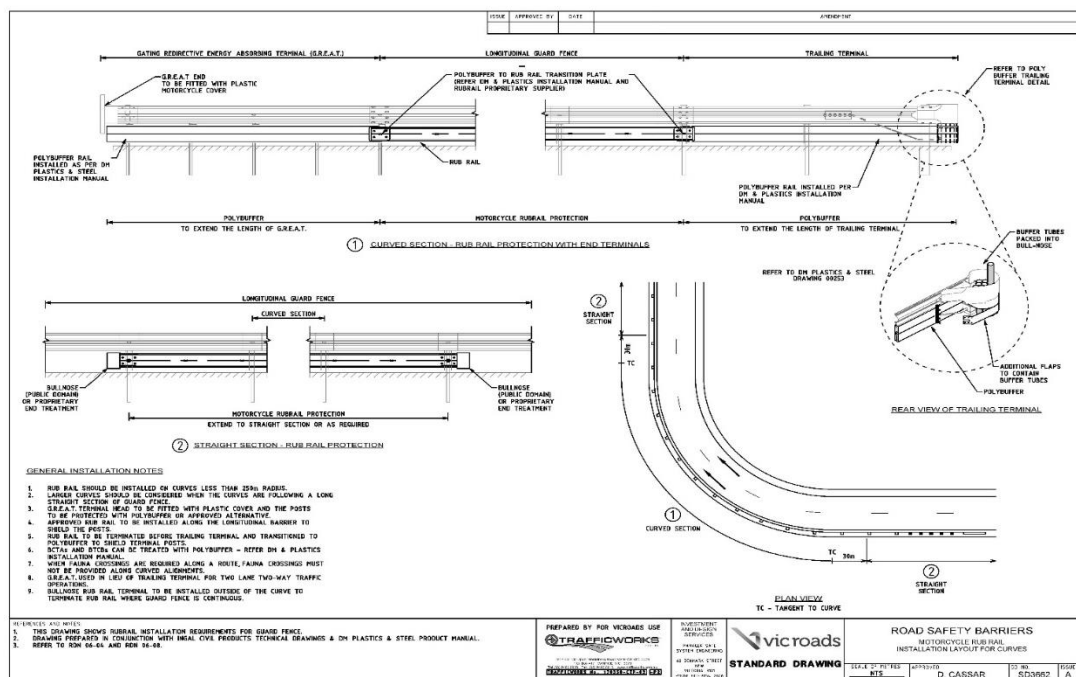 ISSUE APPROVED BY DATE AMENDMENT
GATING REDIRECTIVE ENERGY ABSORBING TERMINAL (G.R.E.A.T.)
LONGITUDINAL GUARD FENCE
TRAILING TERMINAL
G.R.E.A.T END
TO BE FITTED WITH PLASTIC
MOTORCYCLE COVER
POLYBUFFER TO RUB RAIL TRANSITION PLATE
(REFER DM & PLASTICS INSTALLATION MANUAL AND
RUBRAIL PROPRIETARY SUPPLIER)
REFER TO POLY
BUFFER TRAILING
TERMINAL DETAIL
POLYBUFFER RAIL
INSTALLED AS PER DM
PLASTICS & STEEL
INSTALLATION MANUAL
RUB RAIL
POLYBUFFER RAIL INSTALLED PER
DM & PLASTICS INSTALLATION
MANUAL
POLYBUFFER
TO EXTEND THE LENGTH OF G.R.E.A.T.
MOTORCYCLE RUBRAIL PROTECTION
POLYBUFFER
TO EXTEND THE LENGTH OF TRAILING TERMINAL
1 CURVED SECTION - RUB RAIL PROTECTION WITH END TERMINALS
BUFFER TUBES
PACKED INTO
BULL-NOSE
REFER TO DM PLASTICS & STEEL
DRAWING 00253
ADDITIONAL FLAPS
TO CONTAIN
BUFFER TUBES
POLYBUFFER
REAR VIEW OF TRAILING TERMINAL
LONGITUDINAL GUARD FENCE
CURVED SECTION
BULLNOSE
(PUBLIC DOMAIN)
OR PROPRIETARY
END TREATMENT
BULLNOSE
(PUBLIC DOMAIN)
OR PROPRIETARY
END TREATMENT
MOTORCYCLE RUBRAIL PROTECTION
EXTEND TO STRAIGHT SECTION OR AS REQUIRED
2 STRAIGHT SECTION - RUB RAIL PROTECTION
2
STRAIGHT
SECTION
30m
TC
1
CURVED SECTION
TC 30m
2
STRAIGHT
SECTION
PLAN VIEW
TC - TANGENT TO CURVE
GENERAL INSTALLATION NOTES
1. RUB RAIL SHOULD BE INSTALLED ON CURVES LESS THAN 250m RADIUS.
2. LARGER CURVES SHOULD BE CONSIDERED WHEN THE CURVES ARE FOLLOWING A LONG
STRAIGHT SECTION OF GUARD FENCE.
3. G.R.E.A.T. TERMINAL HEAD TO BE FITTED WITH PLASTIC COVER AND THE POSTS
TO BE PROTECTED WITH POLYBUFFER OR APPROVED ALTERNATIVE.
4. APPROVED RUB RAIL TO BE INSTALLED ALONG THE LONGITUDINAL BARRIER TO
SHIELD THE POSTS.
5. RUB RAIL TO BE TERMINATED BEFORE TRAILING TERMINAL AND TRANSITIONED TO
POLYBUFFER TO SHIELD TERMINAL POSTS.
6. BCTAs AND BTCBs CAN BE TREATED WITH POLYBUFFER - REFER DM & PLASTICS
INSTALLATION MANUAL.
7. WHEN FAUNA CROSSINGS ARE REQUIRED ALONG A ROUTE, FAUNA CROSSINGS MUST
NOT BE PROVIDED ALONG CURVED ALIGNMENTS.
8. G.R.E.A.T. USED IN LIEU OF TRAILING TERMINAL FOR TWO LANE TWO-WAY TRAFFIC
OPERATIONS.
9. BULLNOSE RUB RAIL TERMINAL TO BE INSTALLED OUTSIDE OF THE CURVE TO
TERMINATE RUB RAIL WHERE GUARD FENCE IS CONTINUOUS.
REFERENCES AND NOTES
1. THIS DRAWING SHOWS RUBRAIL INSTALLATION REQUIREMENTS FOR GUARD FENCE.
2. DRAWING PREPARED IN CONJUNCTION WITH INGAL CIVIL PRODUCTS TECHNICAL DRAWINGS & DM PLASTICS & STEEL PRODUCT MANUAL.
3. REFER TO RDN 06-04 AND RDN 06-08.
PREPARED BY FOR VICROADS USE
TRAFFICWORKS
INVESTMENT
AND DESIGN
SERVICES
vicroads
STANDARD DRAWING
ROAD SAFETY BARRIERS
MOTORCYCLE RUB RAIL
INSTALLATION LAYOUT FOR CURVES
SCALE OF METRES
NTS
APPROVED
D. CASSAR
SD NO.
SD3662
ISSUE
A